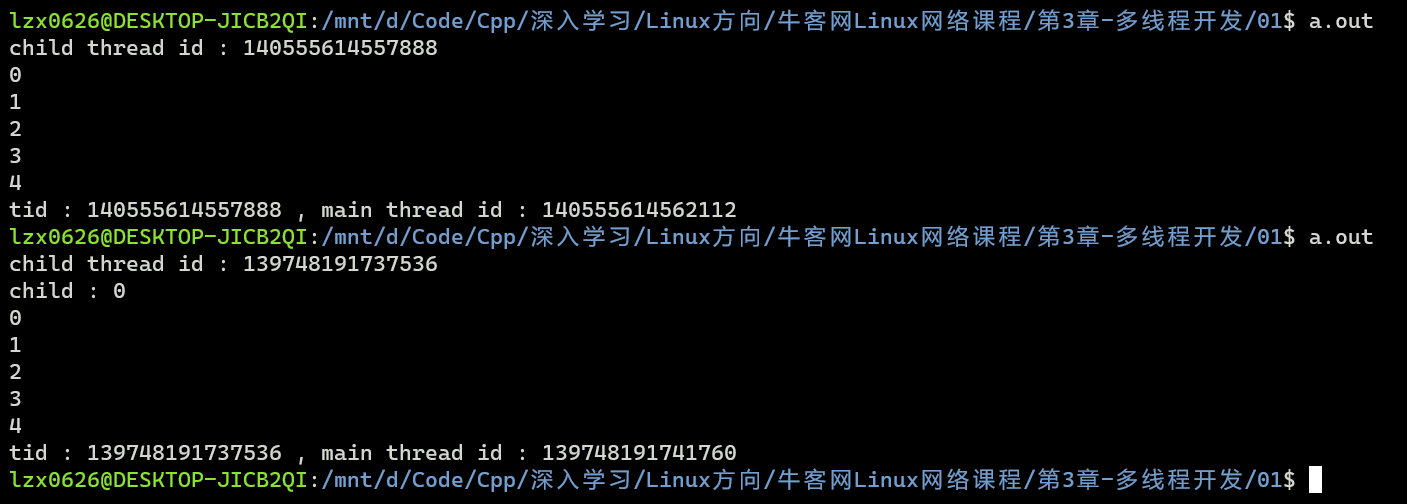 lzx0626@DESKTOP-JICB2QI:/mnt/d/Code/Cpp/深入学习/Linux方向/牛客网Linux网络课程/第3章-多线程开发/01$ a.out
child thread id : 140555614557888
0
1
2
3
4
tid : 140555614557888 , main thread id : 140555614562112
lzx0626@DESKTOP-JICB2QI:/mnt/d/Code/Cpp/深入学习/Linux方向/牛客网Linux网络课程/第3章-多线程开发/01$ a.out
child thread id : 139748191737536
child : 0
0
1
2
3
4
tid : 139748191737536 , main thread id : 139748191741760
lzx0626@DESKTOP-JICB2QI:/mnt/d/Code/Cpp/深入学习/Linux方向/牛客网Linux网络课程/第3章-多线程开发/01$